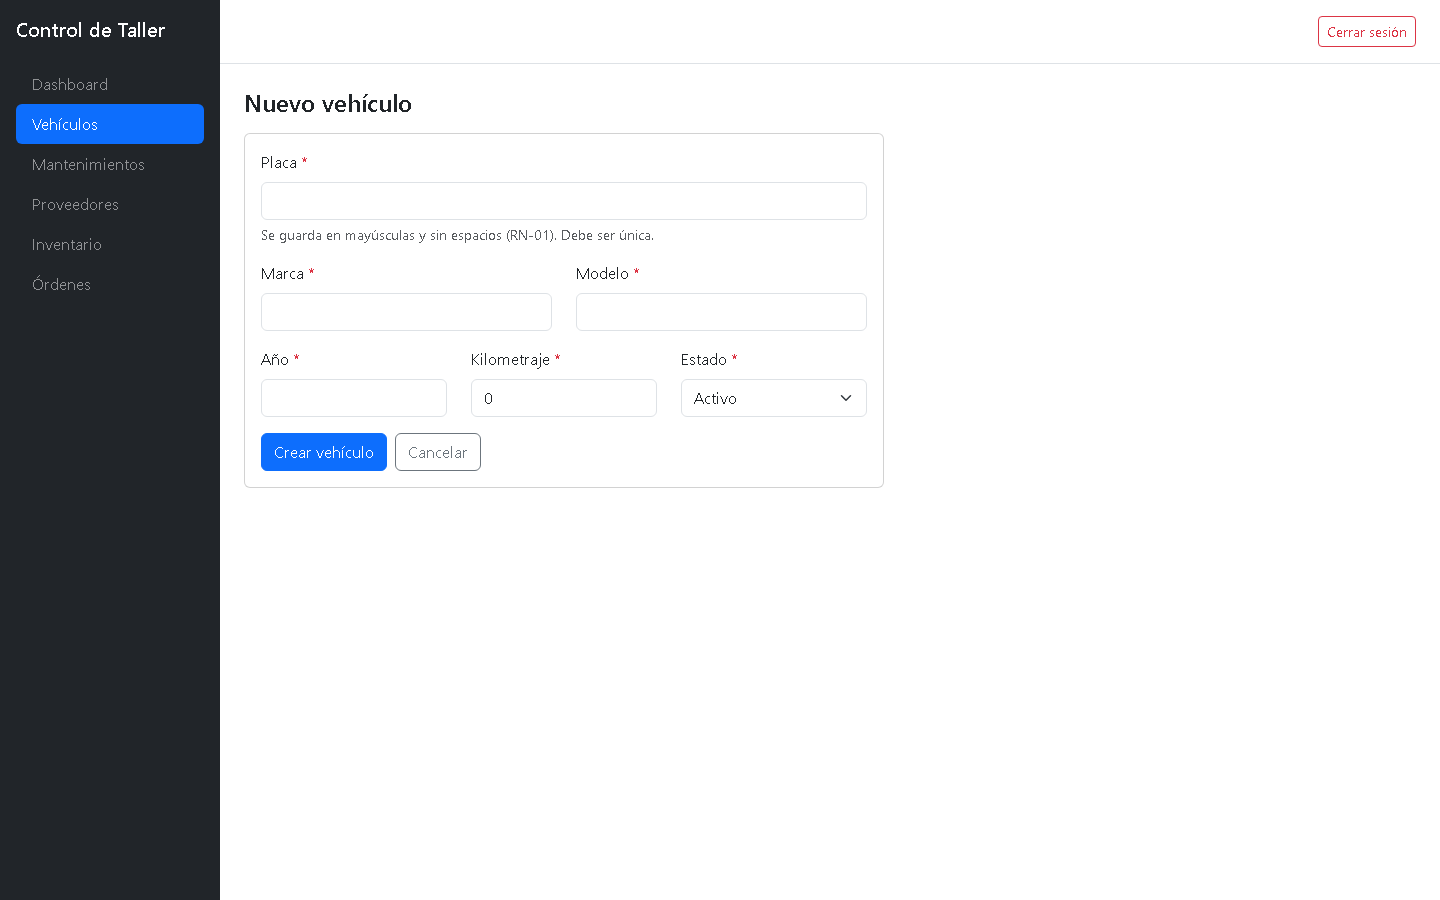 Control de Taller
Cerrar sesión
Dashboard
Vehículos
Mantenimientos
Proveedores
Inventario
Órdenes
Nuevo vehículo
Placa *
Se guarda en mayúsculas y sin espacios (RN-01). Debe ser única.
Marca * Modelo *
Año * Kilometraje * Estado *
0 Activo
Crear vehículo Cancelar